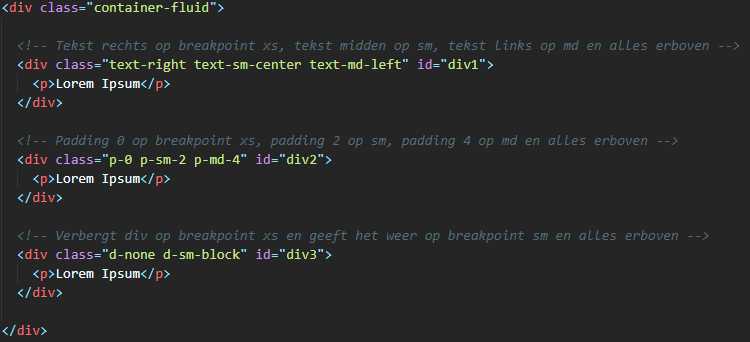 <div class="container-fluid">
<!-- Tekst rechts op breakpoint xs, tekst midden op sm, tekst links op md en alles erboven -->
<div class="text-right text-sm-center text-md-left" id="div1">
<p>Lorem Ipsum</p>
</div>
<!-- Padding 0 op breakpoint xs, padding 2 op sm, padding 4 op md en alles erboven -->
<div class="p-0 p-sm-2 p-md-4" id="div2">
<p>Lorem Ipsum</p>
</div>
<!-- Verbergt div op breakpoint xs en geeft het weer op breakpoint sm en alles erboven -->
<div class="d-none d-sm-block" id="div3">
<p>Lorem Ipsum</p>
</div>
</div>